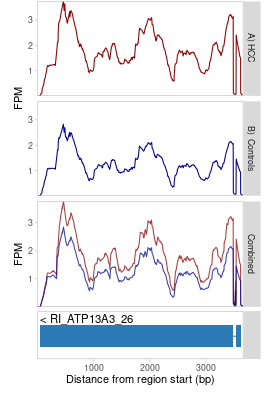 3
2
1
FPM
A) HCC
3
2
1
FPM
B) Controls
3
2
1
FPM
Combined
< RI_ATP13A3_26
1000 2000 3000
Distance from region start (bp)